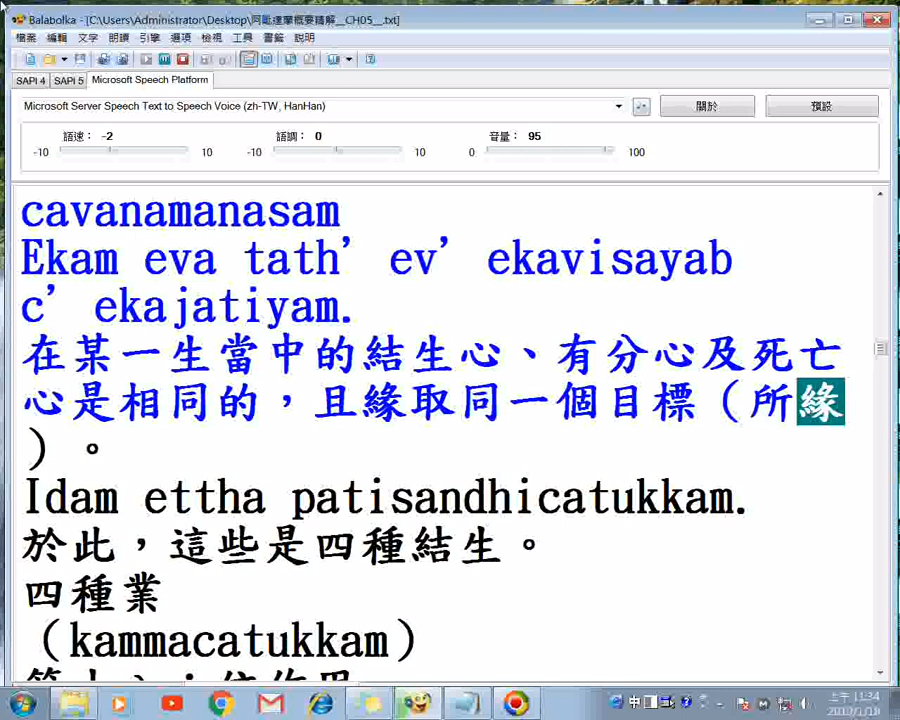 Balabolka - [C:\Users\Administrator\Desktop\阿毗達摩概要精解__CH05__.txt]
檔案 編輯 文字 朗讀 引擎 選項 檢視 工具 書籤 說明
SAPI 4 SAPI 5 Microsoft Speech Platform
Microsoft Server Speech Text to Speech Voice (zh-TW, HanHan) 關於 預設
語速： -2 語調： 0 音量： 95
-10 10 -10 10 0 100
cavanamanasam
Ekam eva tath’ ev’ ekavisayab
c’ ekajatiyam.
在某一生當中的結生心、有分心及死亡
心是相同的，且緣取同一個目標（所緣
）。
Idam ettha patisandhicatukkam.
於此，這些是四種結生。
四種業
（kammacatukkam）
中
上午 11:34